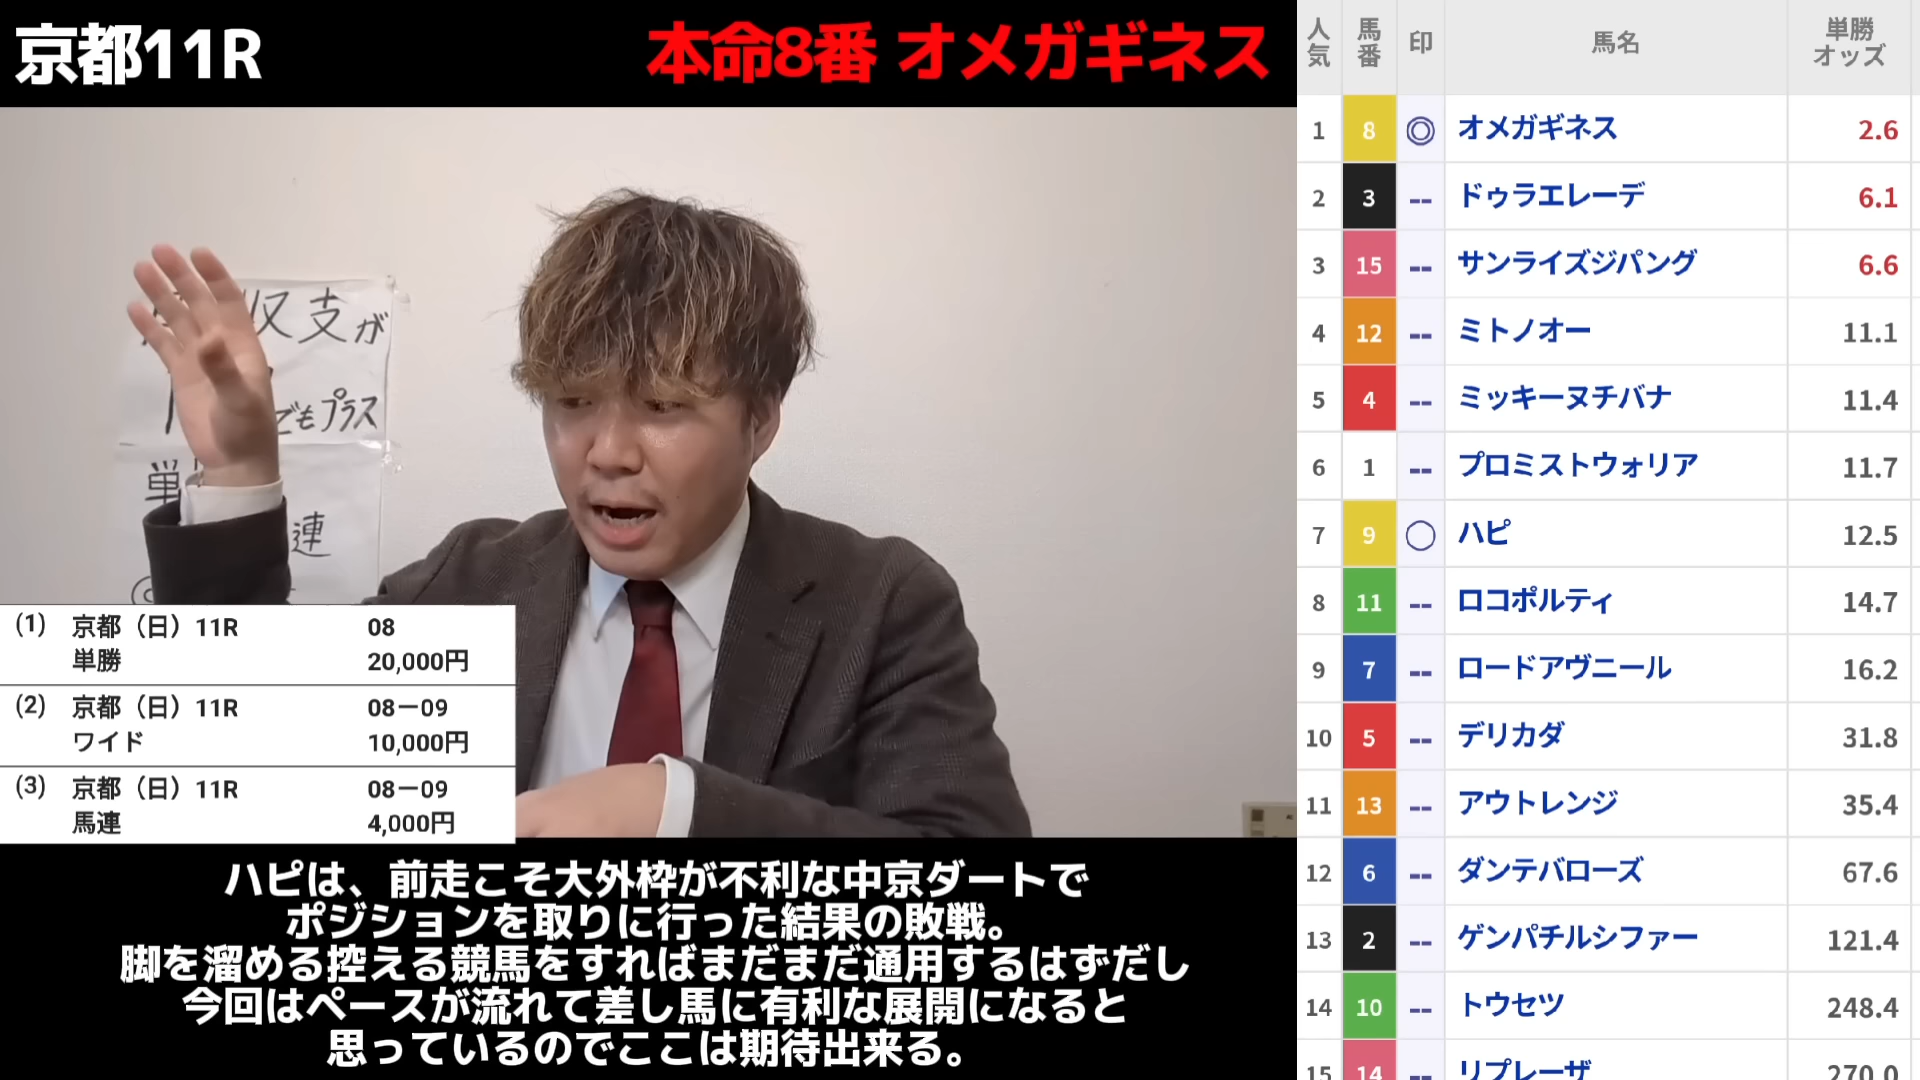 京都11R
本命8番 オメガギネス
収支が
でもプラス
単
連
(1) 京都（日）11R 08
単勝 20,000円
(2) 京都（日）11R 08－09
ワイド 10,000円
(3) 京都（日）11R 08－09
馬連 4,000円
ハピは、前走こそ大外枠が不利な中京ダートで
ポジションを取りに行った結果の敗戦。
脚を溜める控える競馬をすればまだまだ通用するはずだし
今回はペースが流れて差し馬に有利な展開になると
思っているのでここは期待出来る。
人気 馬番 印 馬名 単勝オッズ
1 8 ◎ オメガギネス 2.6
2 3 -- ドゥラエレーデ 6.1
3 15 -- サンライズジパング 6.6
4 12 -- ミトノオー 11.1
5 4 -- ミッキーヌチバナ 11.4
6 1 -- プロミストウォリア 11.7
7 9 ○ ハピ 12.5
8 11 -- ロコポルティ 14.7
9 7 -- ロードアヴニール 16.2
10 5 -- デリカダ 31.8
11 13 -- アウトレンジ 35.4
12 6 -- ダンテバローズ 67.6
13 2 -- ゲンパチルシファー 121.4
14 10 -- トウセツ 248.4
15 14 -- リプレーザ 270.0